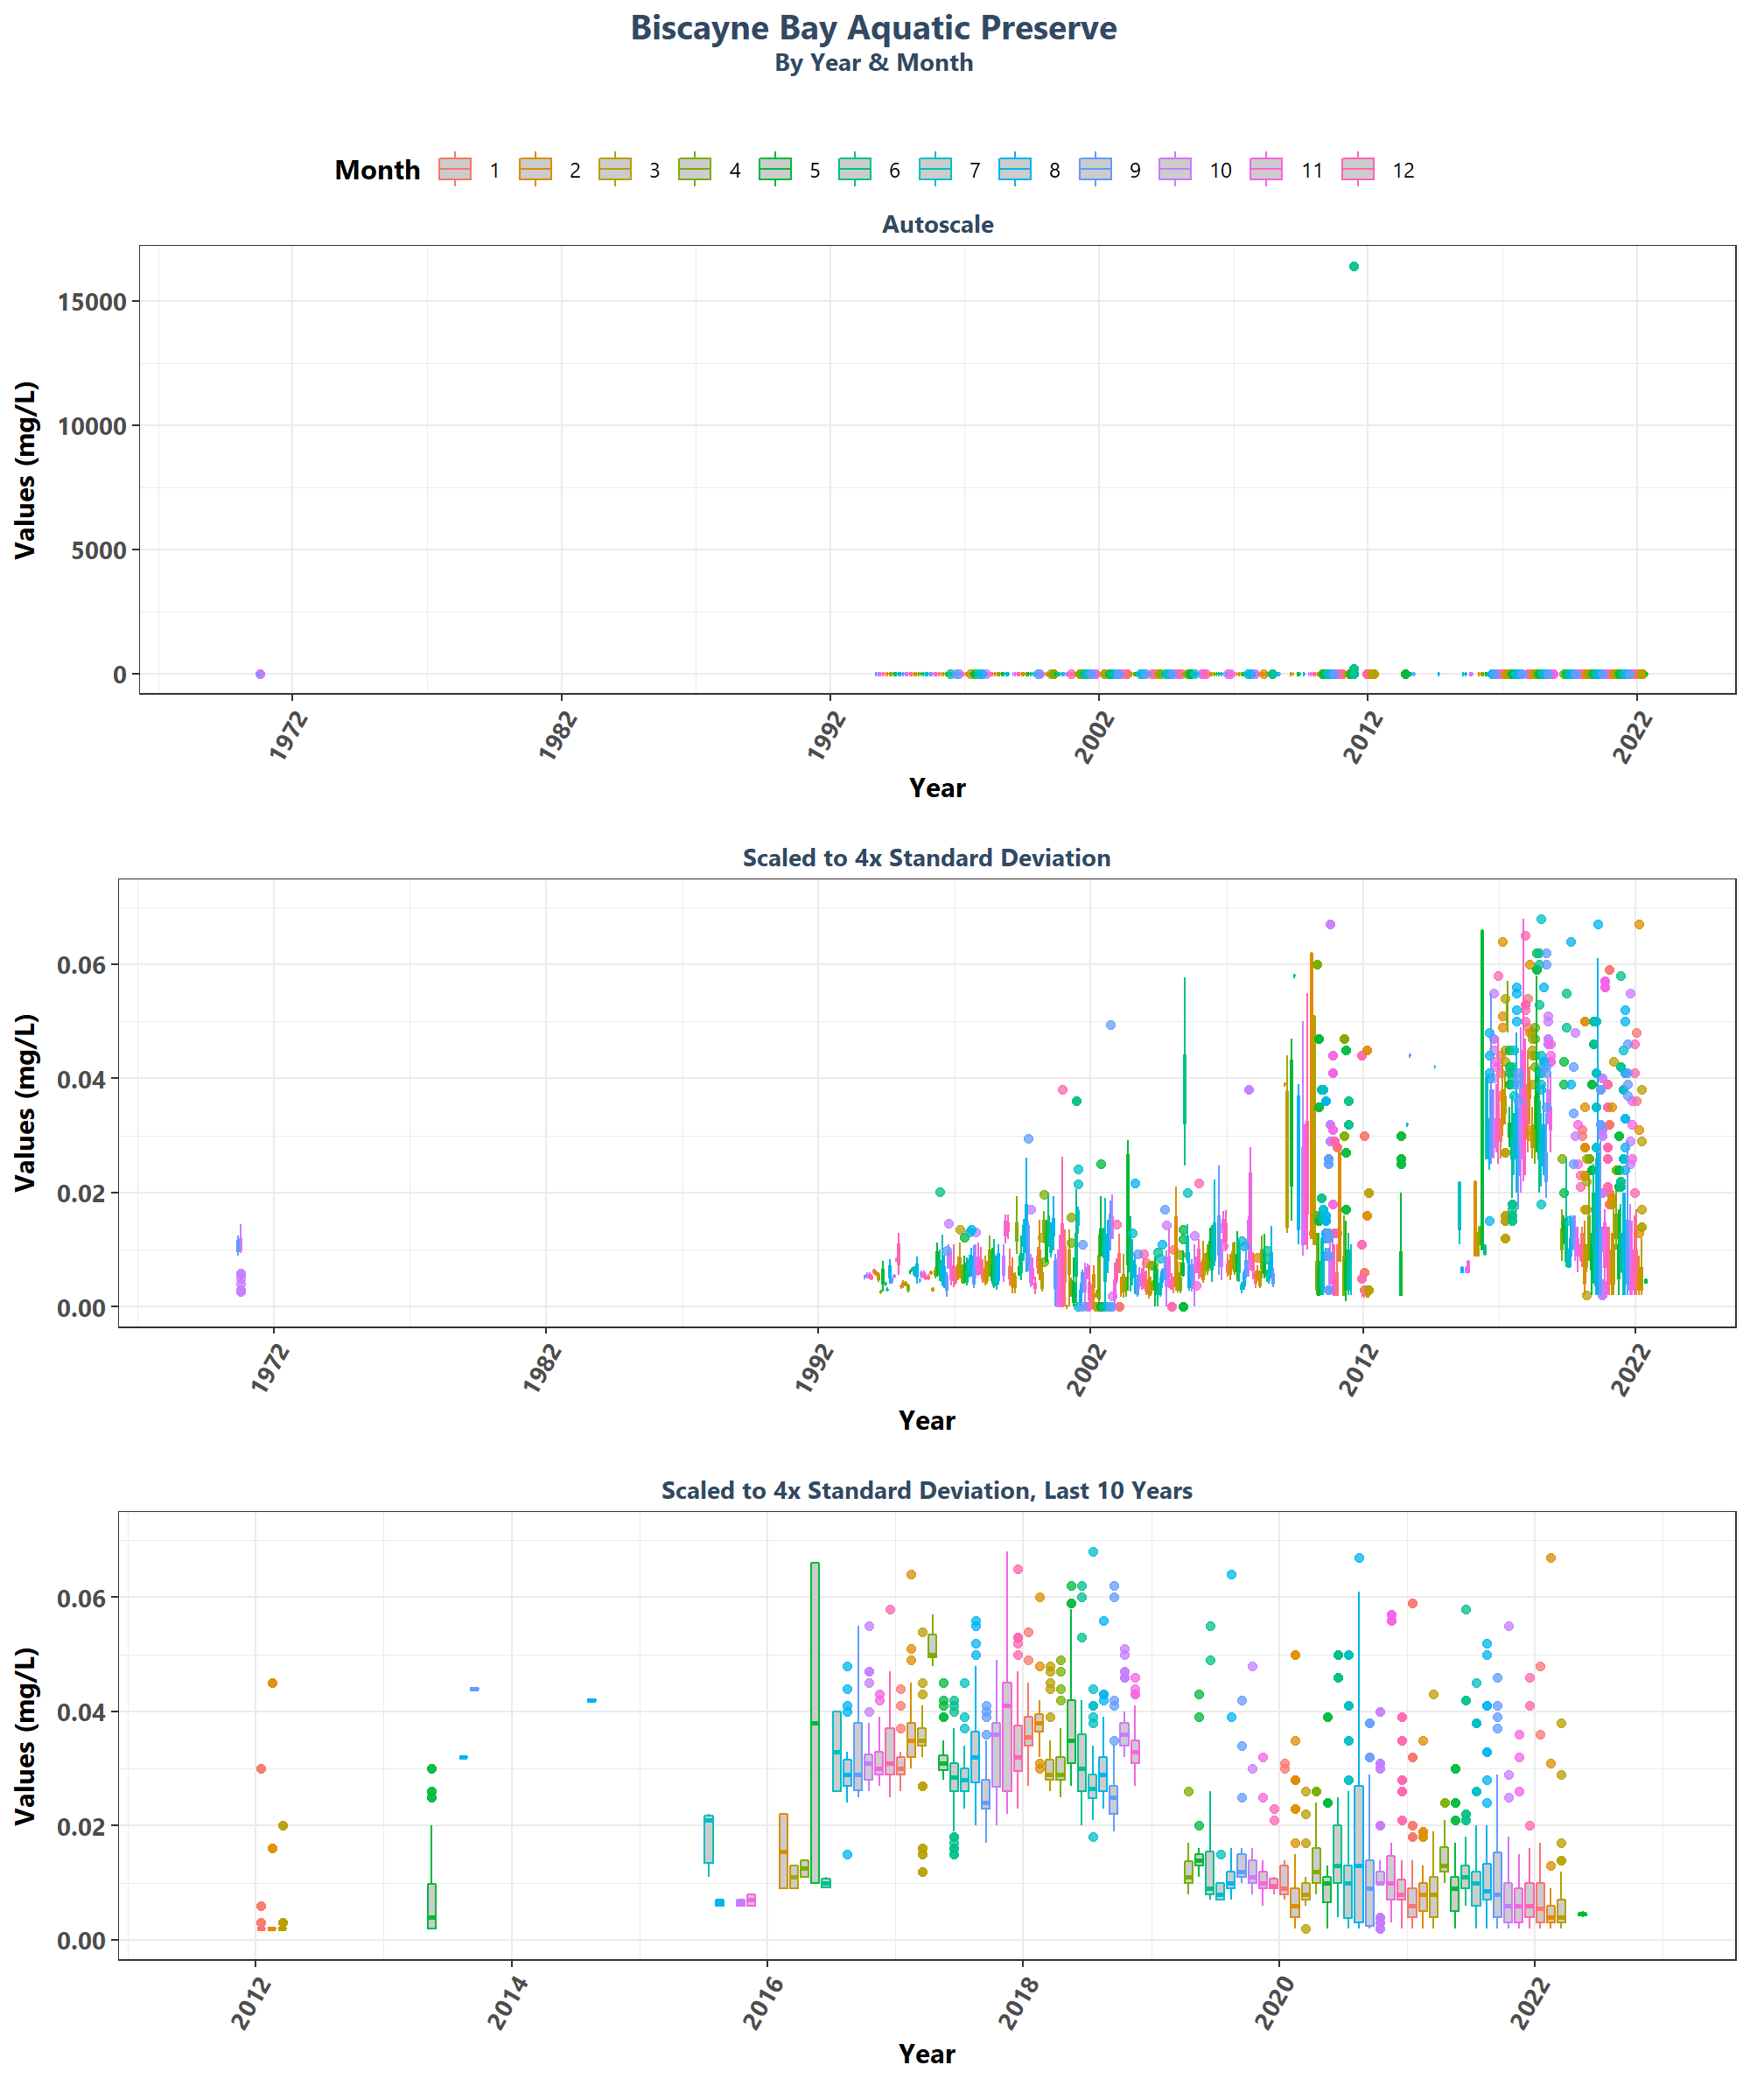 Biscayne Bay Aquatic Preserve
By Year & Month
Month 1 2 3 4 5 6 7 8 9 10 11 12
Autoscale
Values (mg/L)
15000
10000
5000
0
1972 1982 1992 2002 2012 2022
Year
Scaled to 4x Standard Deviation
Values (mg/L)
0.06
0.04
0.02
0.00
1972 1982 1992 2002 2012 2022
Year
Scaled to 4x Standard Deviation, Last 10 Years
Values (mg/L)
0.06
0.04
0.02
0.00
2012 2014 2016 2018 2020 2022
Year